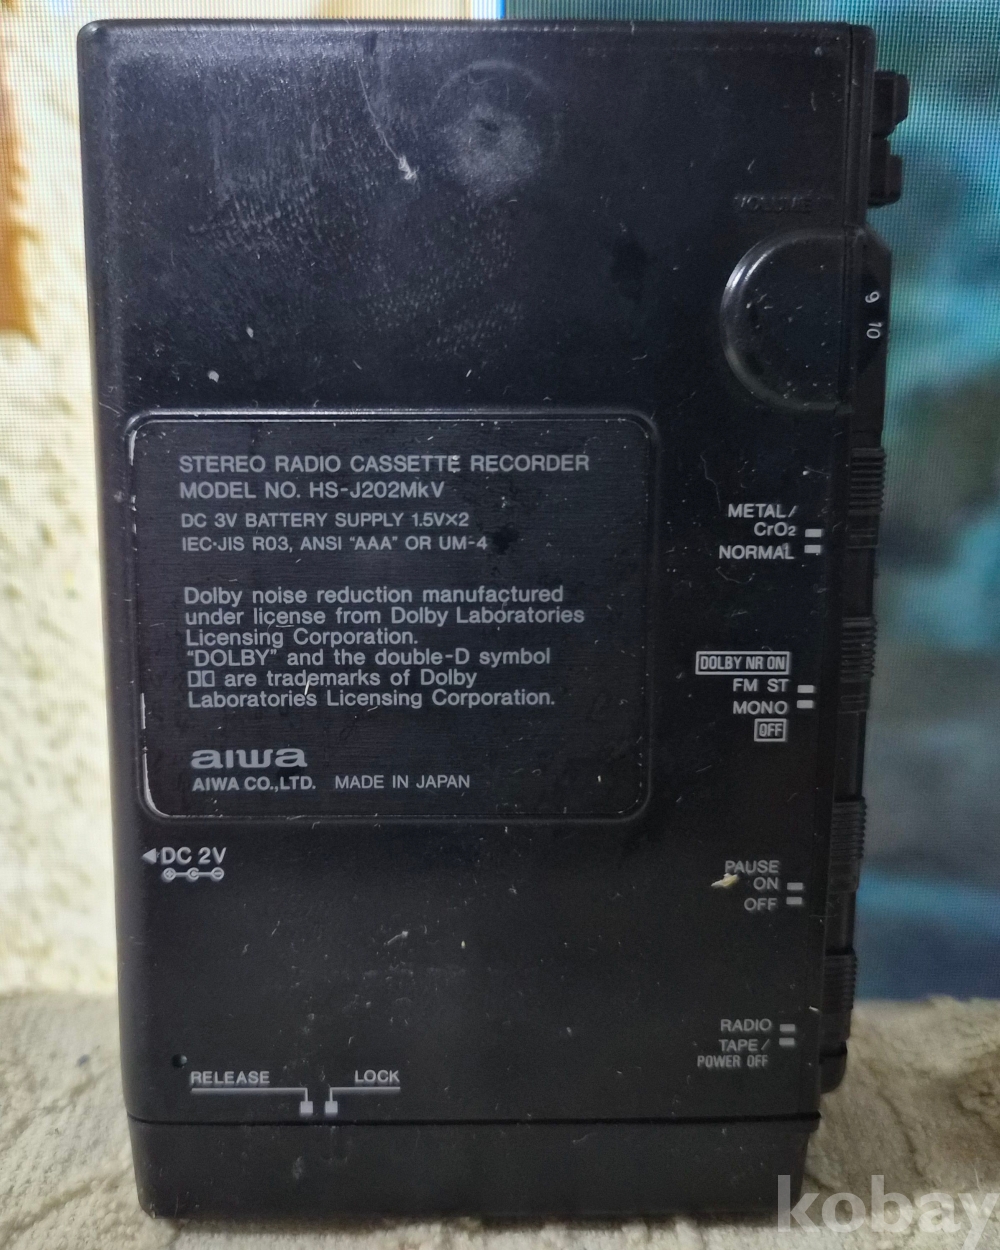 VOLUME
9 10
STEREO RADIO CASSETTE RECORDER
MODEL NO. HS-J202MkV
DC 3V BATTERY SUPPLY 1.5V×2
IEC·JIS R03, ANSI "AAA" OR UM-4
Dolby noise reduction manufactured
under license from Dolby Laboratories
Licensing Corporation.
"DOLBY" and the double-D symbol
are trademarks of Dolby
Laboratories Licensing Corporation.
aiwa
AIWA CO.,LTD. MADE IN JAPAN
METAL/
CrO2
NORMAL
DOLBY NR ON
FM ST
MONO
OFF
DC 2V
PAUSE
ON
OFF
RADIO
TAPE/
POWER OFF
RELEASE LOCK
kobay